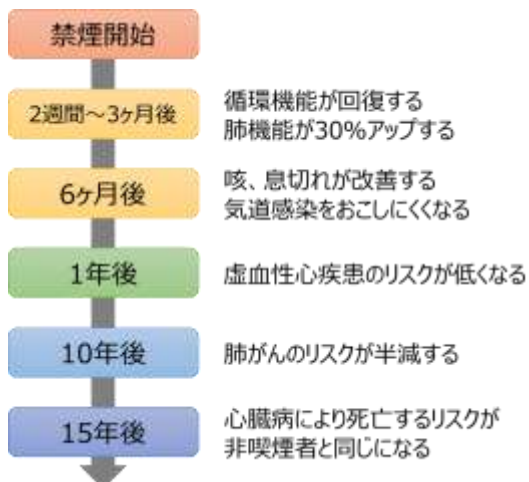 禁煙開始
2週間～3ヶ月後
循環機能が回復する
肺機能が30%アップする
6ヶ月後
咳、息切れが改善する
気道感染をおこしにくくなる
1年後
虚血性心疾患のリスクが低くなる
10年後
肺がんのリスクが半減する
15年後
心臓病により死亡するリスクが
非喫煙者と同じになる